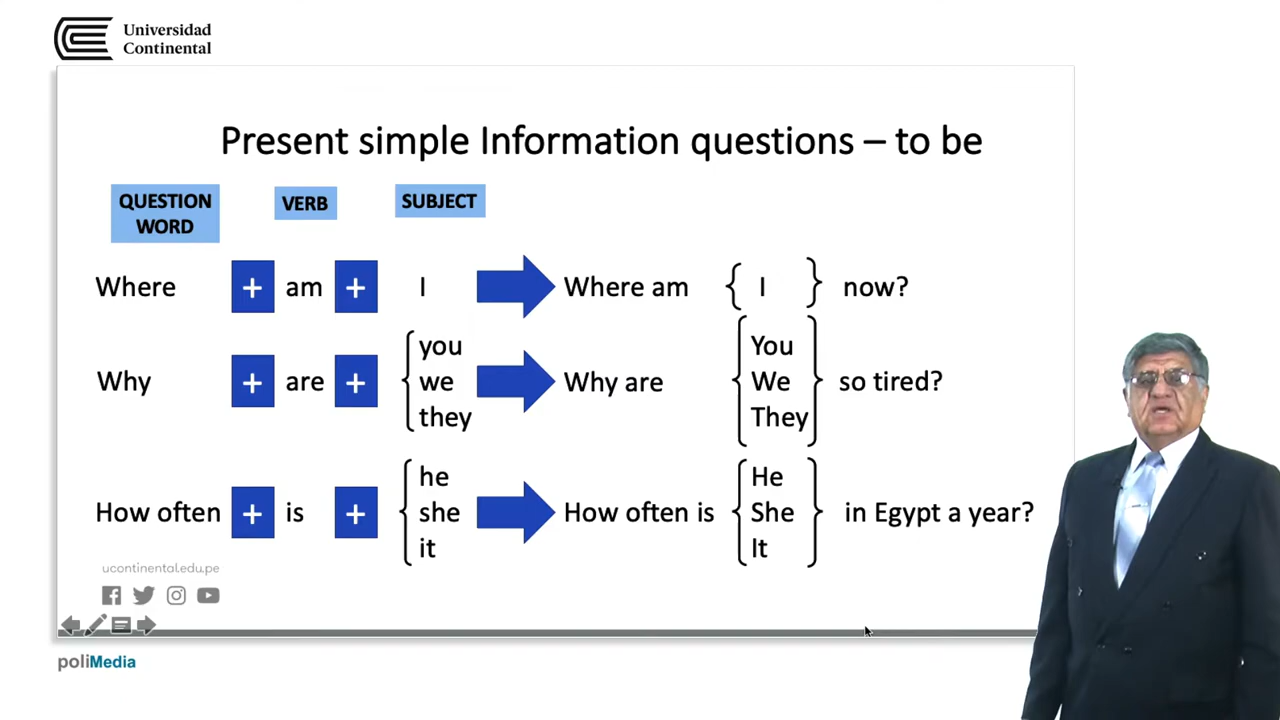 Universidad
Continental
Present simple Information questions – to be
QUESTION
WORD
VERB
SUBJECT
Where + am + I Where am { I } now?
you
we
they
Why + are +
Why are
You
We
They
so tired?
How often + is +
he
she
it
How often is
He
She
It
in Egypt a year?
ucontinental.edu.pe
poliMedia